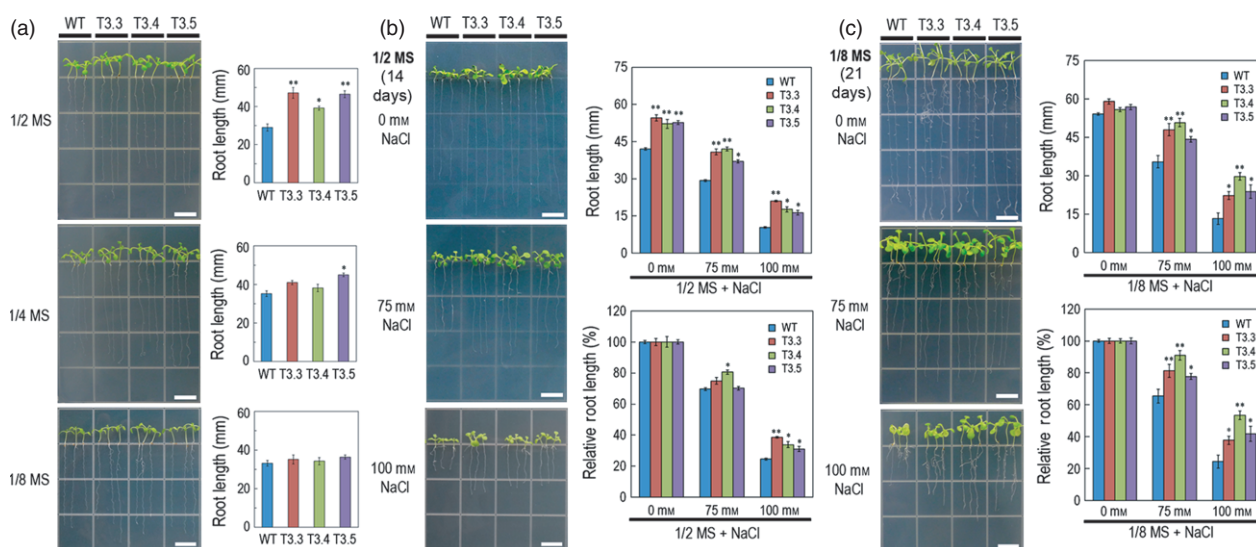 (a)
WT T3.3 T3.4 T3.5
1/2 MS
1/4 MS
1/8 MS
Root length (mm)
60
40
20
0
WT T3.3 T3.4 T3.5
** * **
Root length (mm)
60
40
20
0
WT T3.3 T3.4 T3.5
*
Root length (mm)
60
40
20
0
WT T3.3 T3.4 T3.5
(b)
WT T3.3 T3.4 T3.5
1/2 MS
(14
days)
0 mM
NaCl
75 mM
NaCl
100 mM
NaCl
Root length (mm)
75
60
45
30
15
0
WT
T3.3
T3.4
T3.5
** ** **
** ** *
** * *
0 mM 75 mM 100 mM
1/2 MS + NaCl
Relative root length (%)
120
100
80
60
40
20
0
WT
T3.3
T3.4
T3.5
*
** * *
0 mM 75 mM 100 mM
1/2 MS + NaCl
(c)
WT T3.3 T3.4 T3.5
1/8 MS
(21
days)
0 mM
NaCl
75 mM
NaCl
100 mM
NaCl
Root length (mm)
75
60
45
30
15
0
WT
T3.3
T3.4
T3.5
** ** *
* ** *
0 mM 75 mM 100 mM
1/8 MS + NaCl
Relative root length (%)
120
100
80
60
40
20
0
WT
T3.3
T3.4
T3.5
** ** *
* ** *
0 mM 75 mM 100 mM
1/8 MS + NaCl